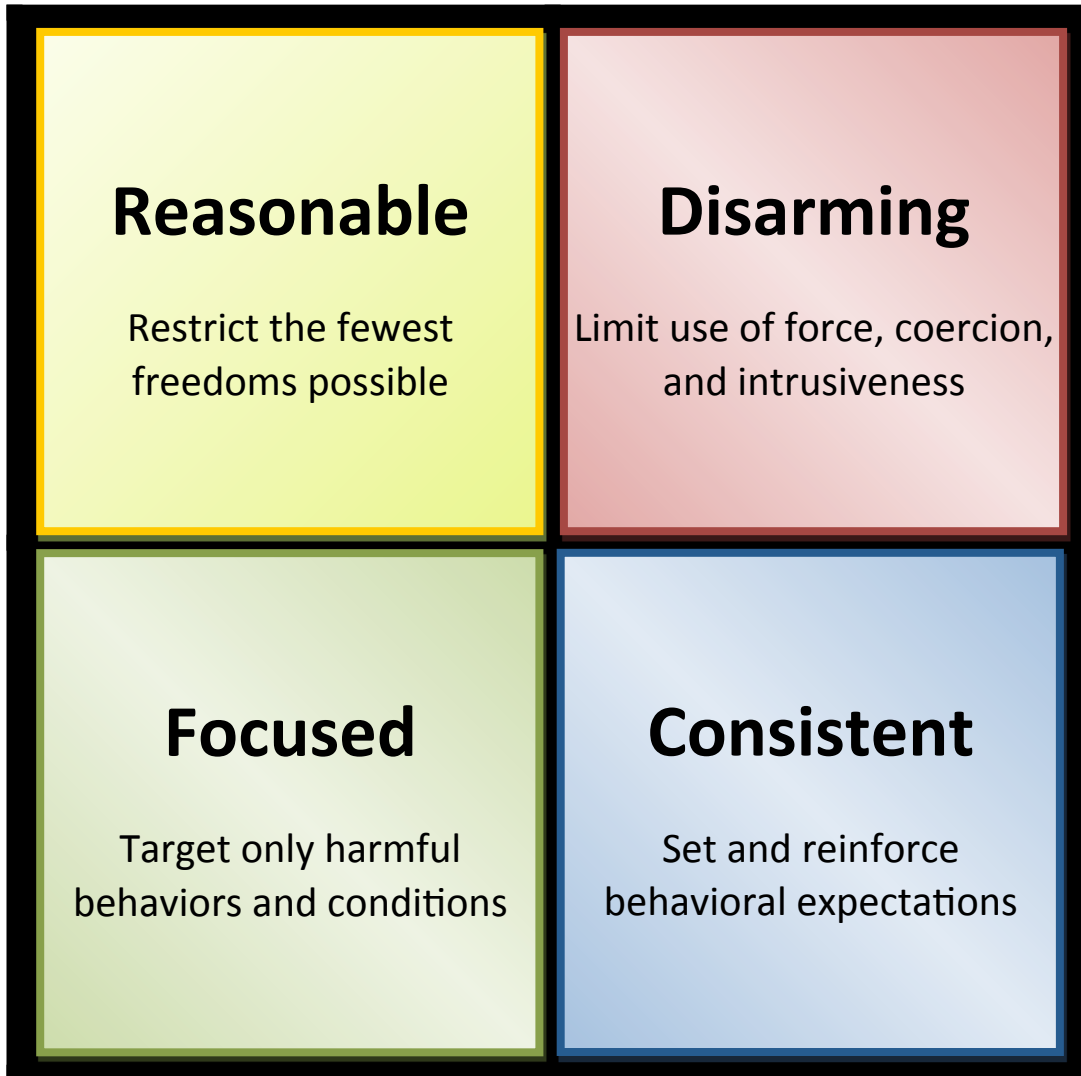 Reasonable
Restrict the fewest
freedoms possible
Disarming
Limit use of force, coercion,
and intrusiveness
Focused
Target only harmful
behaviors and conditions
Consistent
Set and reinforce
behavioral expectations